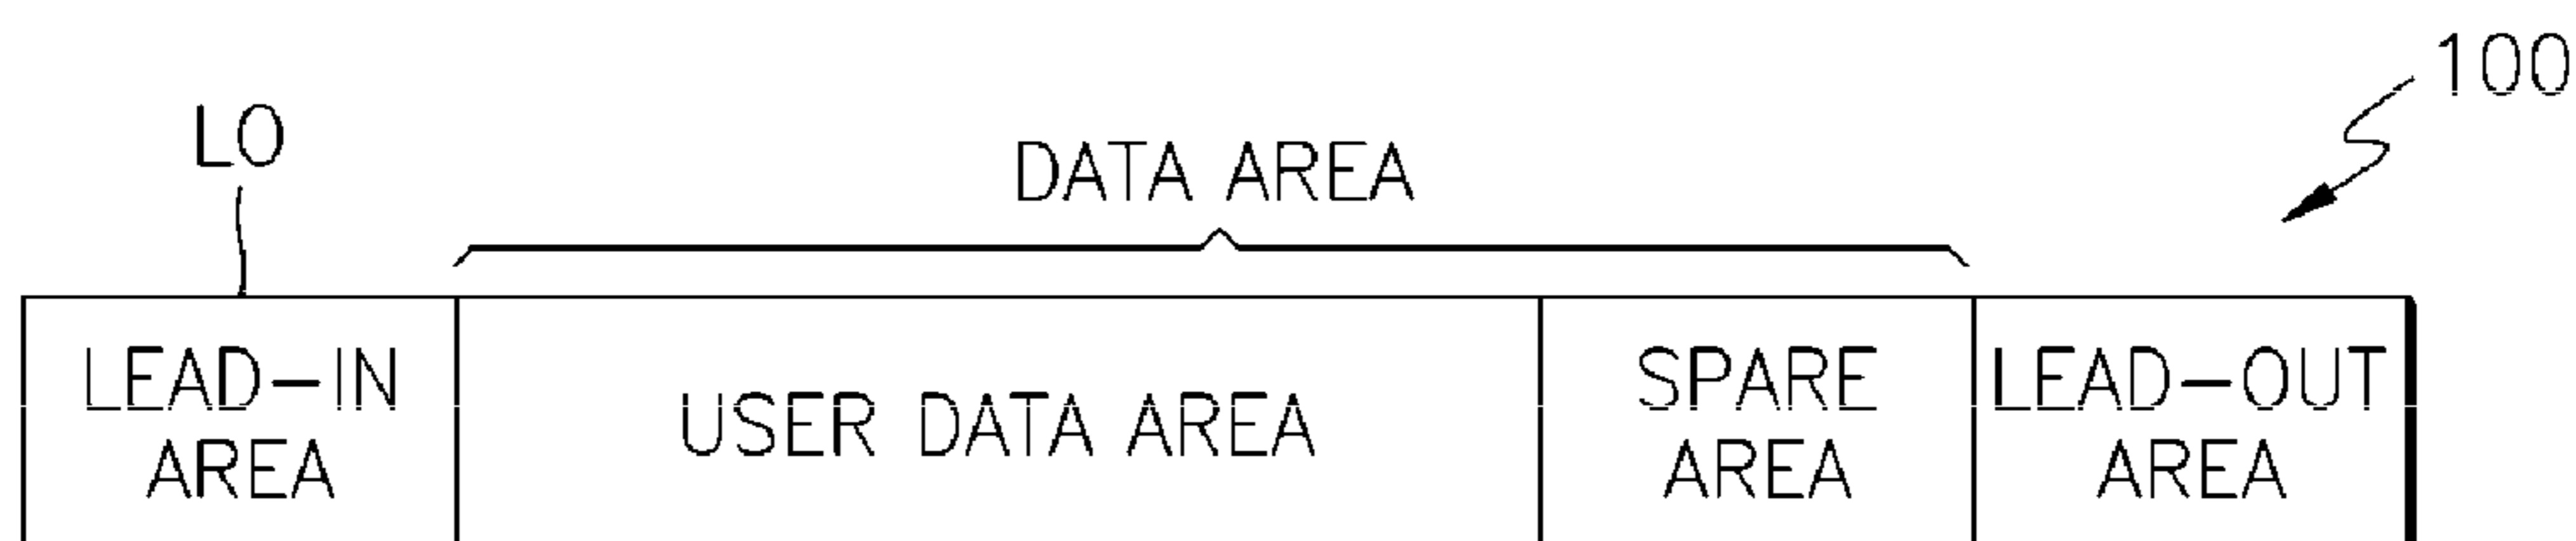 100
LO
DATA AREA
LEAD-IN
AREA
USER DATA AREA
SPARE
AREA
LEAD-OUT
AREA